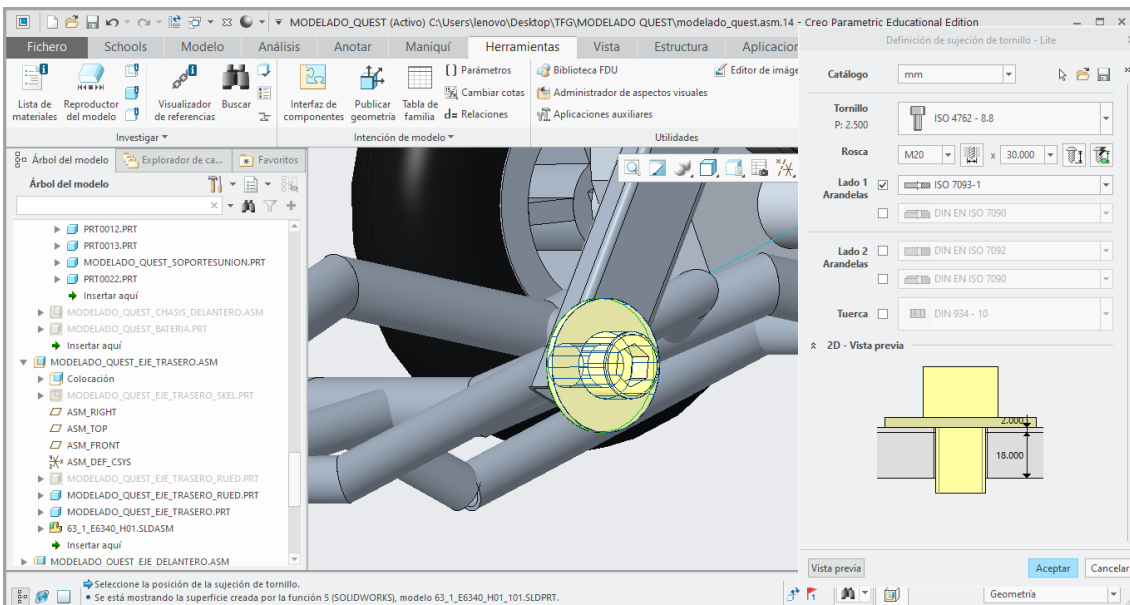 MODELADO_QUEST (Activo) C:\Users\lenovo\Desktop\TFG\MODELADO QUEST\modelado_quest.asm.14 - Creo Parametric Educational Edition
Fichero Schools Modelo Análisis Anotar Maniquí Herramientas Vista Estructura Aplicacion
Lista de materiales
Reproductor del modelo
Visualizador de referencias
Buscar
Investigar
Interfaz de componentes
Publicar geometría
Tabla de familia
[ ] Parámetros
Cambiar cotas
d= Relaciones
Intención de modelo
Biblioteca FDU
Administrador de aspectos visuales
Aplicaciones auxiliares
Editor de image
Utilidades
Árbol del modelo Explorador de ca... Favoritos
Árbol del modelo
PRT0012.PRT
PRT0013.PRT
MODELADO_QUEST_SOPORTESUNION.PRT
PRT0022.PRT
Insertar aquí
MODELADO_QUEST_CHASIS_DELANTERO.ASM
MODELADO_QUEST_BATERIA.PRT
Insertar aquí
MODELADO_QUEST_EJE_TRASERO.ASM
Colocación
MODELADO_QUEST_EJE_TRASERO_SKEL.PRT
ASM_RIGHT
ASM_TOP
ASM_FRONT
ASM_DEF_CSYS
MODELADO_QUEST_EJE_TRASERO_RUED.PRT
MODELADO_QUEST_EJE_TRASERO_RUED.PRT
MODELADO_QUEST_EJE_TRASERO.PRT
63_1_E6340_H01.SLDASM
Insertar aquí
MODELADO_QUEST_EJE_DELANTERO.ASM
Seleccione la posición de la sujeción de tornillo.
• Se está mostrando la superficie creada por la función 5 (SOLIDWORKS), modelo 63_1_E6340_H01_101.SLDPRT.
Geometría
Definición de sujeción de tornillo - Lite
Catálogo mm
Tornillo
P: 2.500
ISO 4762 - 8.8
Rosca M20 x 30.000
Lado 1
Arandelas
ISO 7093-1
DIN EN ISO 7090
Lado 2
Arandelas
DIN EN ISO 7092
DIN EN ISO 7090
Tuerca DIN 934 - 10
2D - Vista previa
2.000
18.000
Vista previa Aceptar Cancelar